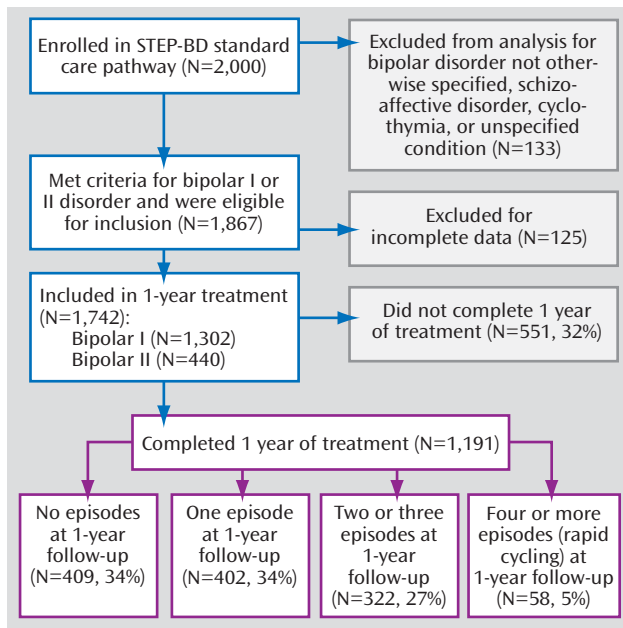 Enrolled in STEP-BD standard
care pathway (N=2,000)
Excluded from analysis for
bipolar disorder not other-
wise specified, schizo-
affective disorder, cyclo-
thymia, or unspecified
condition (N=133)
Met criteria for bipolar I or
II disorder and were eligible
for inclusion (N=1,867)
Excluded for
incomplete data (N=125)
Included in 1-year treatment
(N=1,742):
Bipolar I (N=1,302)
Bipolar II (N=440)
Did not complete 1 year
of treatment (N=551, 32%)
Completed 1 year of treatment (N=1,191)
No episodes
at 1-year
follow-up
(N=409, 34%)
One episode
at 1-year
follow-up
(N=402, 34%)
Two or three
episodes at
1-year
follow-up
(N=322, 27%)
Four or more
episodes (rapid
cycling) at
1-year follow-up
(N=58, 5%)